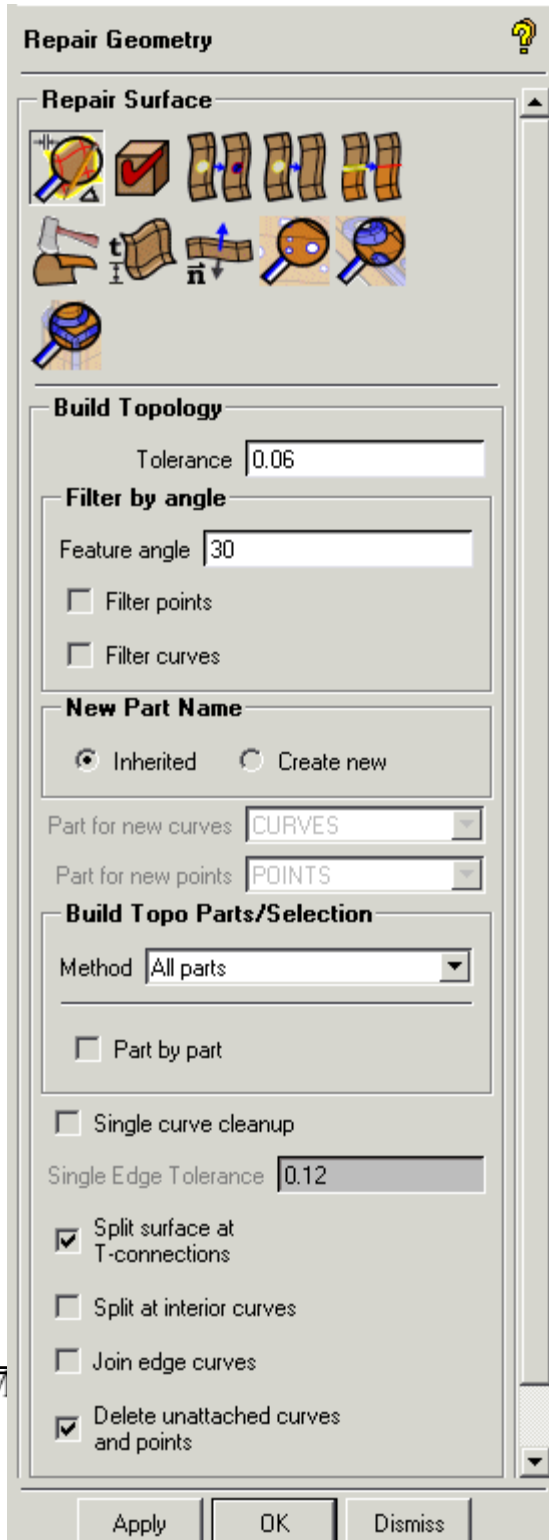 Repair Geometry
Repair Surface
t
n
Build Topology
Tolerance 0.06
Filter by angle
Feature angle 30
Filter points
Filter curves
New Part Name
Inherited Create new
Part for new curves CURVES
Part for new points POINTS
Build Topo Parts/Selection
Method All parts
Part by part
Single curve cleanup
Single Edge Tolerance 0.12
Split surface at
T-connections
Split at interior curves
Join edge curves
Delete unattached curves
and points
Apply OK Dismiss